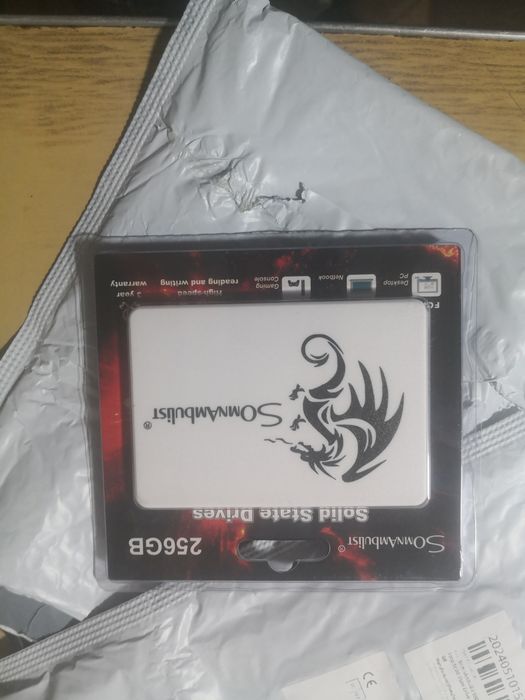 SOMNAMBULIST®
256GB
Solid State Drives
SOMNAMBULIST®
Desktop PC
Netbook
Gaming Console
High speed reading and writing
3 year warranty
CE